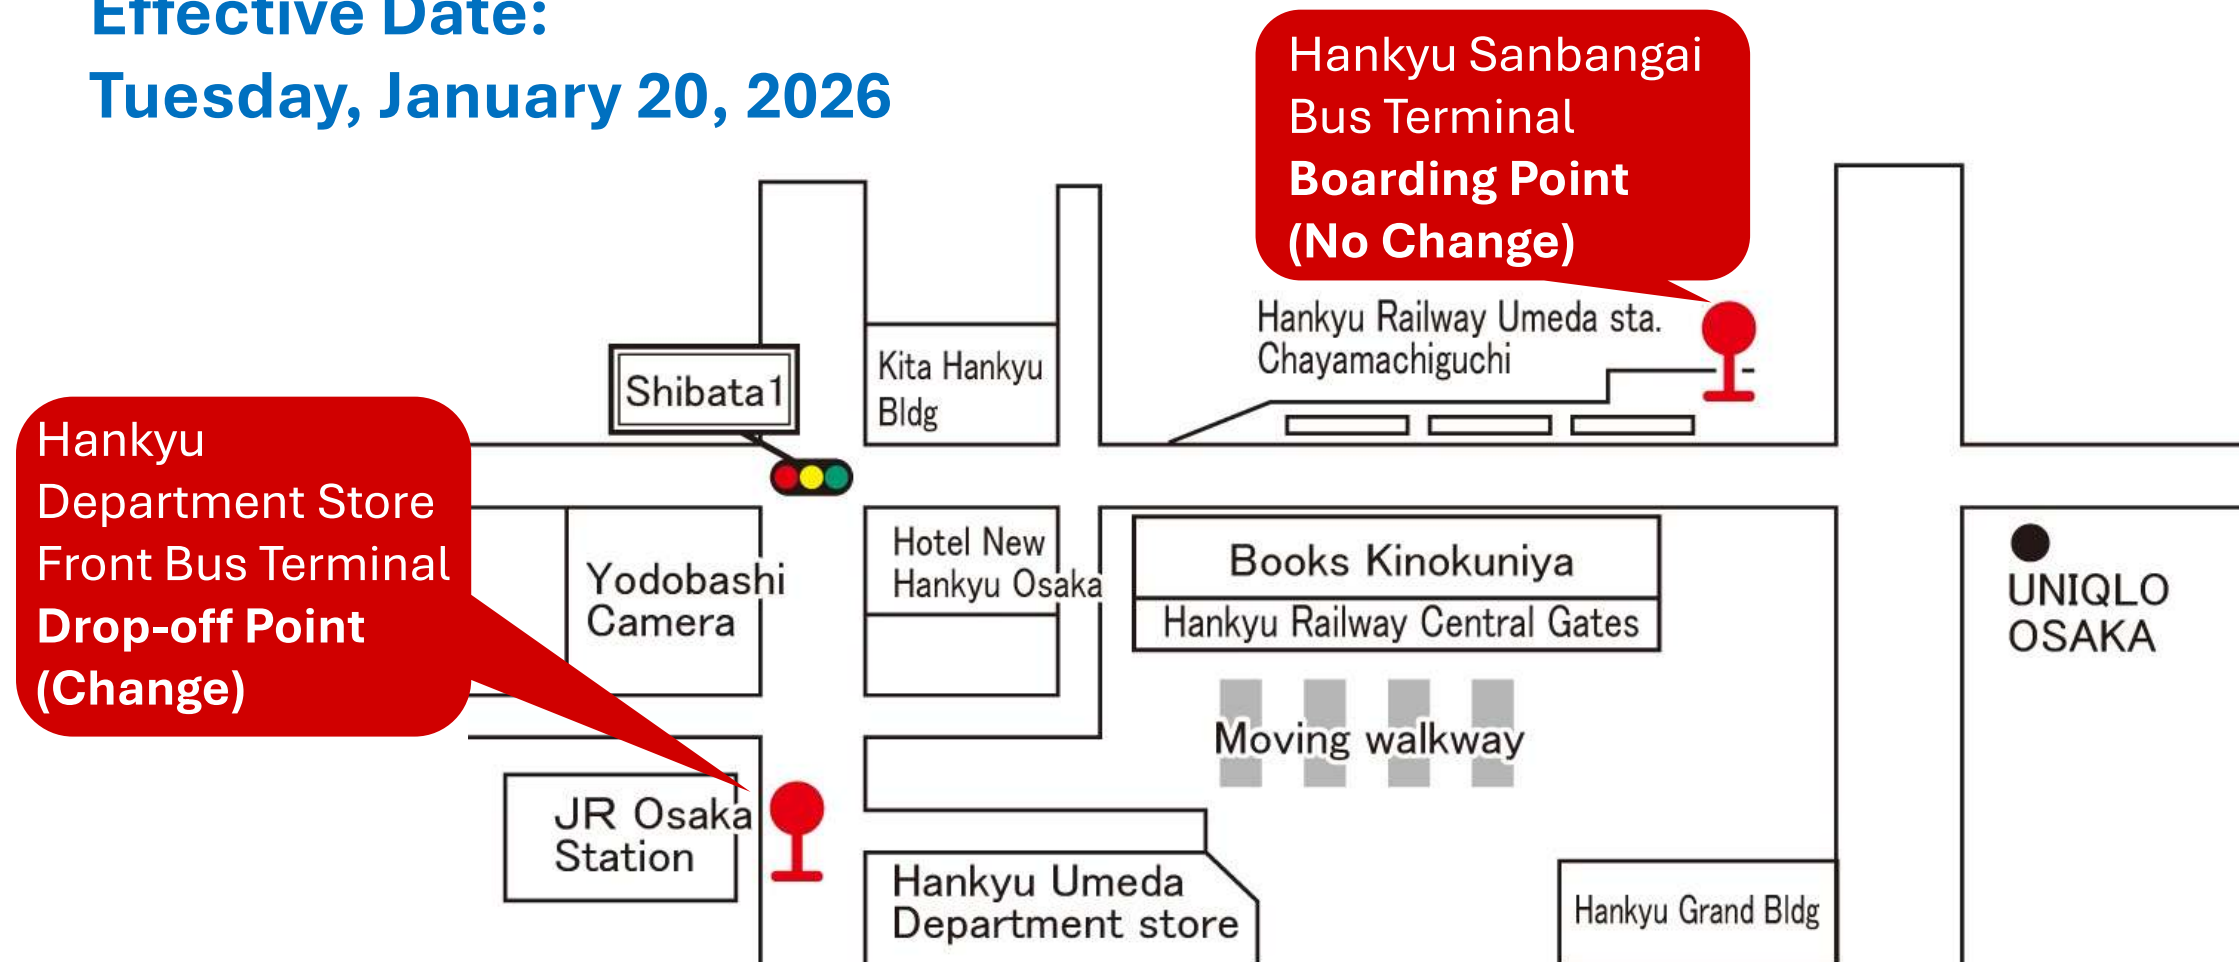 Effective Date:
Tuesday, January 20, 2026
Hankyu Sanbangai
Bus Terminal
Boarding Point
(No Change)
Hankyu Railway Umeda sta.
Chayamachiguchi
Kita Hankyu
Bldg
Shibata1
Hankyu
Department Store
Front Bus Terminal
Drop-off Point
(Change)
Yodobashi
Camera
Hotel New
Hankyu Osaka
Books Kinokuniya
Hankyu Railway Central Gates
UNIQLO
OSAKA
Moving walkway
JR Osaka
Station
Hankyu Umeda
Department store
Hankyu Grand Bldg